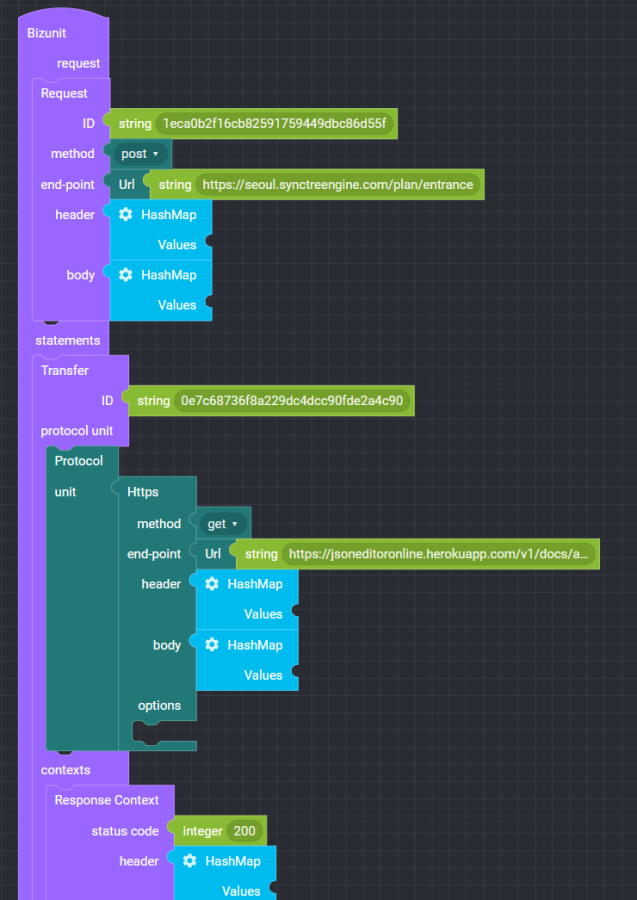 Bizunit
request
Request
ID string 1eca0b2f16cb82591759449dbc86d55f
method post
end-point Url string https://seoul.synctreengine.com/plan/entrance
header HashMap
Values
body HashMap
Values
statements
Transfer
ID string 0e7c68736f8a229dc4dcc90fde2a4c90
protocol unit
Protocol
unit Https
method get
end-point Url string https://jsoneditoronline.herokuapp.com/v1/docs/a...
header HashMap
Values
body HashMap
Values
options
contexts
Response Context
status code integer 200
header HashMap
Values